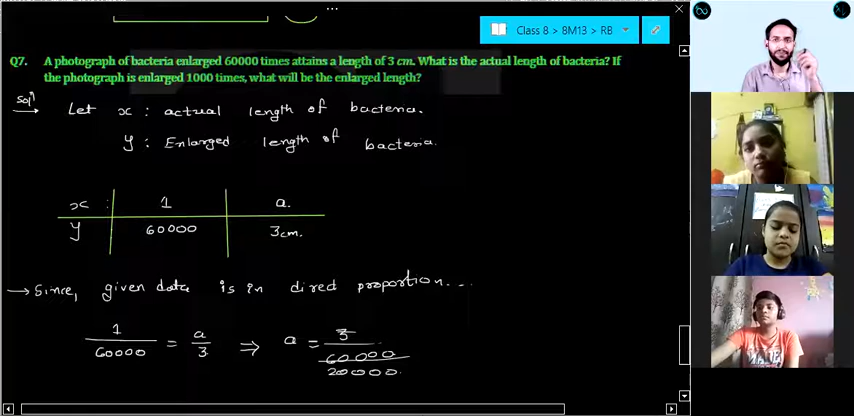 ...
Class 8 > 8M13 > RB
Q7. A photograph of bacteria enlarged 60000 times attains a length of 3 cm. What is the actual length of bacteria? If
the photograph is enlarged 1000 times, what will be the enlarged length?
Solⁿ
Let x : actual length of bacteria.
y : Enlarged length of bacteria.
x : 1 a.
y 60000 3cm.
→ Since, given data is in direct proportion...
1/60000 = a/3 ⇒ a = 3/60000
20000.